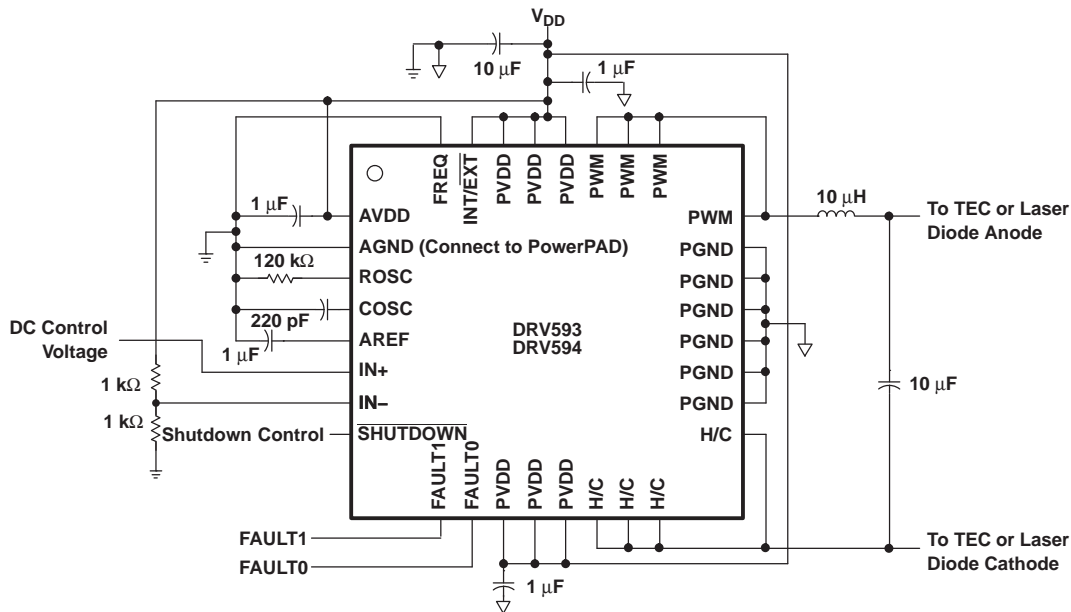 VDD
10 µF
1 µF
FREQ
INT/EXT
PVDD
PVDD
PVDD
PWM
PWM
PWM
1 µF
AVDD
AGND (Connect to PowerPAD)
120 kΩ
ROSC
COSC
220 pF
AREF
1 µF
DC Control
Voltage
IN+
1 kΩ
IN–
1 kΩ
Shutdown Control
SHUTDOWN
DRV593
DRV594
PWM
PGND
PGND
PGND
PGND
PGND
PGND
H/C
10 µH
To TEC or Laser
Diode Anode
10 µF
FAULT1
FAULT0
PVDD
PVDD
PVDD
H/C
H/C
H/C
FAULT1
FAULT0
1 µF
To TEC or Laser
Diode Cathode